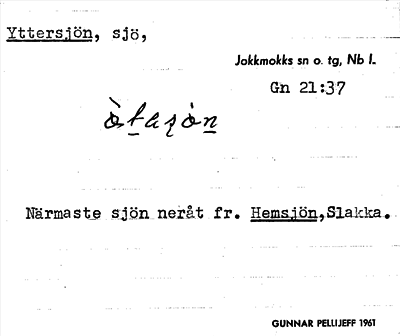 Yttersjön, sjö,
Jokkmokks sn o. tg, Nb l.
Gn 21:37
Närmaste sjön neråt fr. Hemsjön,Slakka.
GUNNAR PELLIJEFF 1961